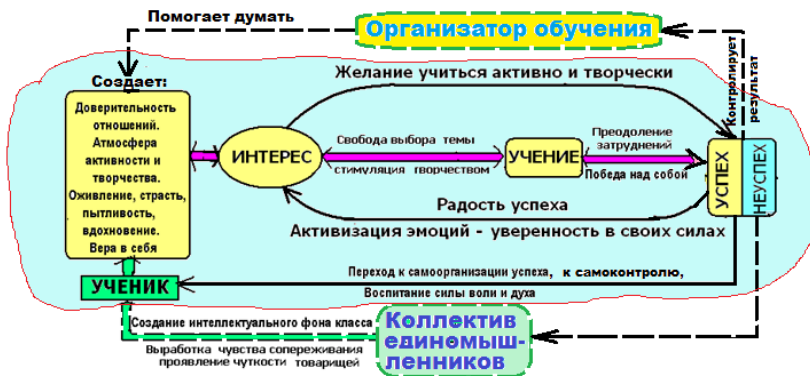 Помогает думать
Организатор обучения
Создает:
Контролирует
результат
Желание учиться активно и творчески
Доверительность
отношений.
Атмосфера
активности и
творчества.
Оживление, страсть,
пытливость,
вдохновение.
Вера в себя
ИНТЕРЕС
Свобода выбора темы
стимуляция творчеством
УЧЕНИЕ
Преодоление
затруднений
Победа над собой
УСПЕХ
НЕУСПЕХ
Радость успеха
Активизация эмоций - уверенность в своих силах
УЧЕНИК
Переход к самоорганизации успеха, к самоконтролю,
Воспитание силы воли и духа
Создание интеллектуального фона класса
Выработка чувства сопереживания
проявление чуткости товарищей
Коллектив
единомыш-
ленников